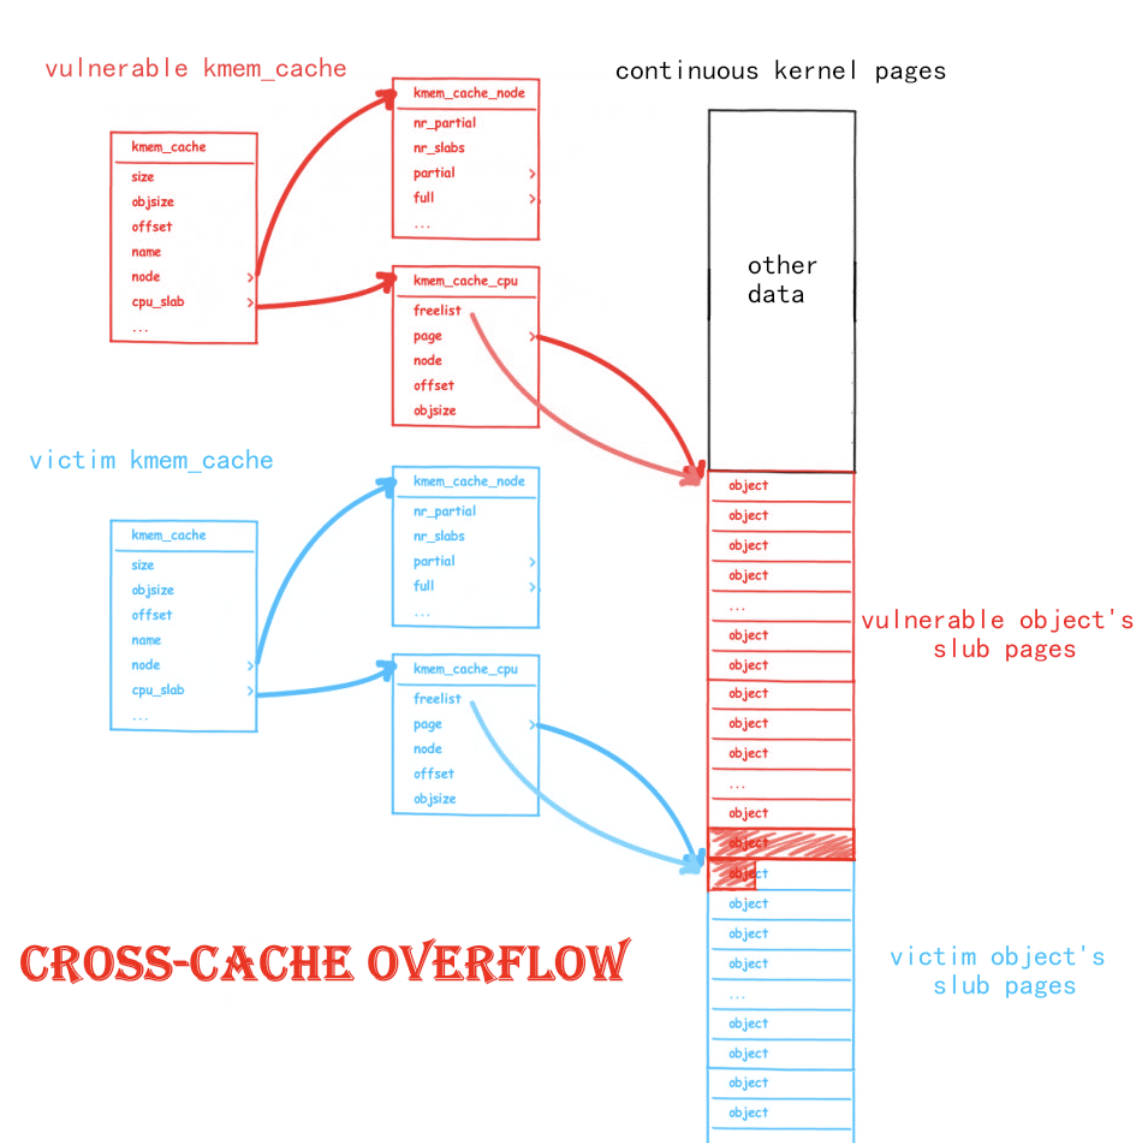 vulnerable kmem_cache
kmem_cache
size
objsize
offset
name
node
cpu_slab
...
kmem_cache_node
nr_partial
nr_slabs
partial
full
...
kmem_cache_cpu
freelist
page
node
offset
objsize
victim kmem_cache
kmem_cache
size
objsize
offset
name
node
cpu_slab
...
kmem_cache_node
nr_partial
nr_slabs
partial
full
...
kmem_cache_cpu
freelist
page
node
offset
objsize
CROSS-CACHE OVERFLOW
continuous kernel pages
other
data
object
object
object
object
...
object
object
object
object
object
...
object
object
object
object
object
object
...
object
object
object
object
vulnerable object's
slub pages
victim object's
slub pages